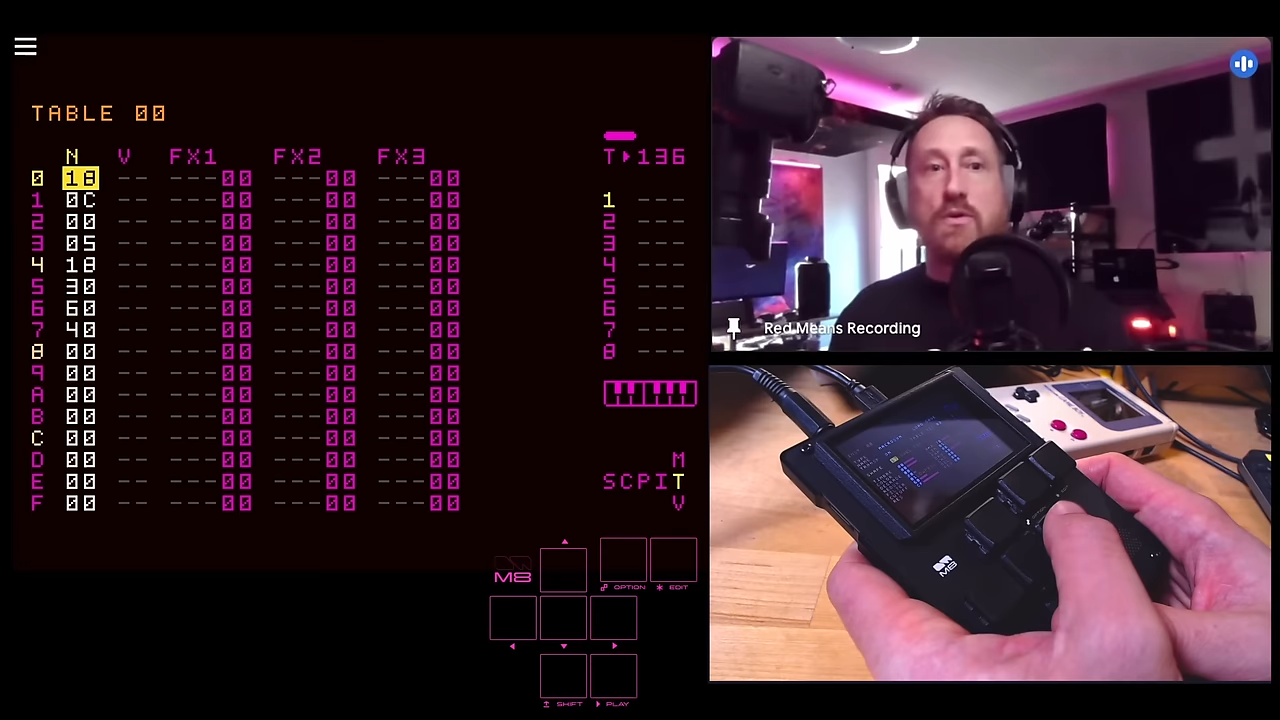 TABLE 00
N V FX1 FX2 FX3
0 18 -- ---00 ---00 ---00
1 0C -- ---00 ---00 ---00
2 00 -- ---00 ---00 ---00
3 05 -- ---00 ---00 ---00
4 18 -- ---00 ---00 ---00
5 30 -- ---00 ---00 ---00
6 60 -- ---00 ---00 ---00
7 40 -- ---00 ---00 ---00
8 00 -- ---00 ---00 ---00
9 00 -- ---00 ---00 ---00
A 00 -- ---00 ---00 ---00
B 00 -- ---00 ---00 ---00
C 00 -- ---00 ---00 ---00
D 00 -- ---00 ---00 ---00
E 00 -- ---00 ---00 ---00
F 00 -- ---00 ---00 ---00
T 136
1 ---
2 ---
3 ---
4 ---
5 ---
6 ---
7 ---
8 ---
M
SCPIT
V
M8
OPTION EDIT
SHIFT PLAY
Red Means Recording
M8